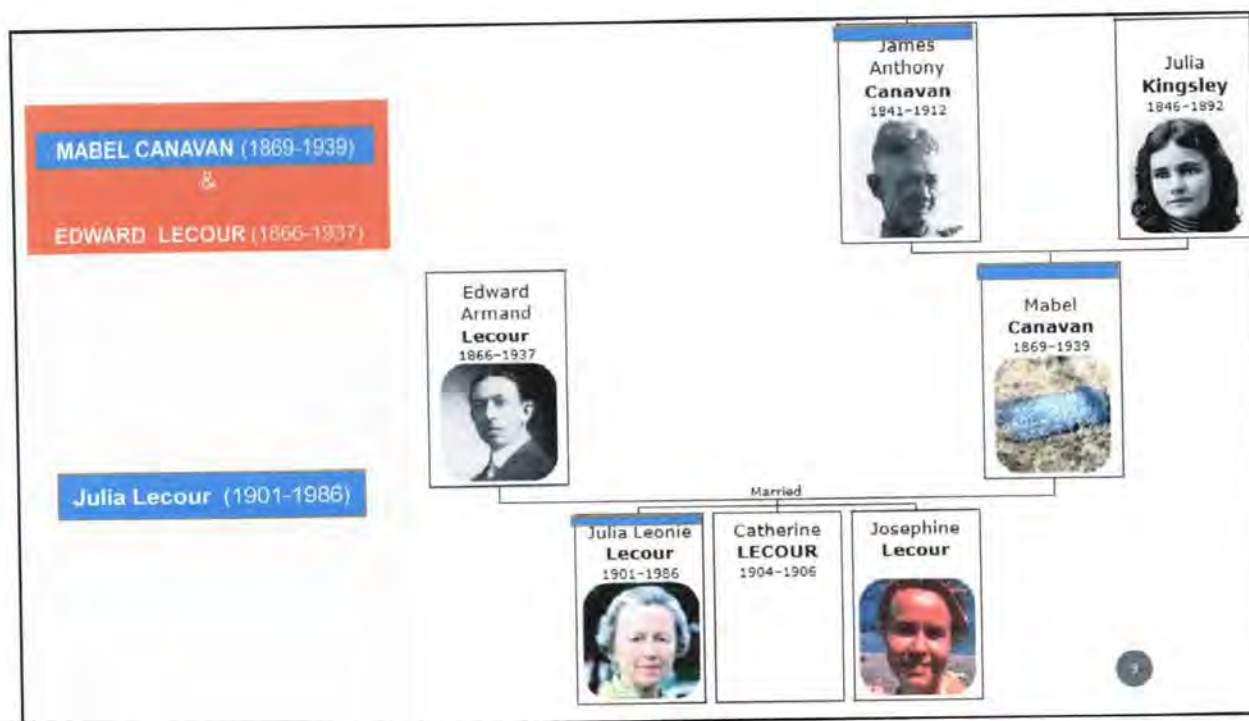 MABEL CANAVAN (1869-1939)
&
EDWARD LECOUR (1866-1937)
Julia Lecour (1901-1986)
James
Anthony
Canavan
1841-1912
Julia
Kingsley
1846-1892
Edward
Armand
Lecour
1866-1937
Mabel
Canavan
1869-1939
Married
Julia Leonie
Lecour
1901-1986
Catherine
LECOUR
1904-1906
Josephine
Lecour